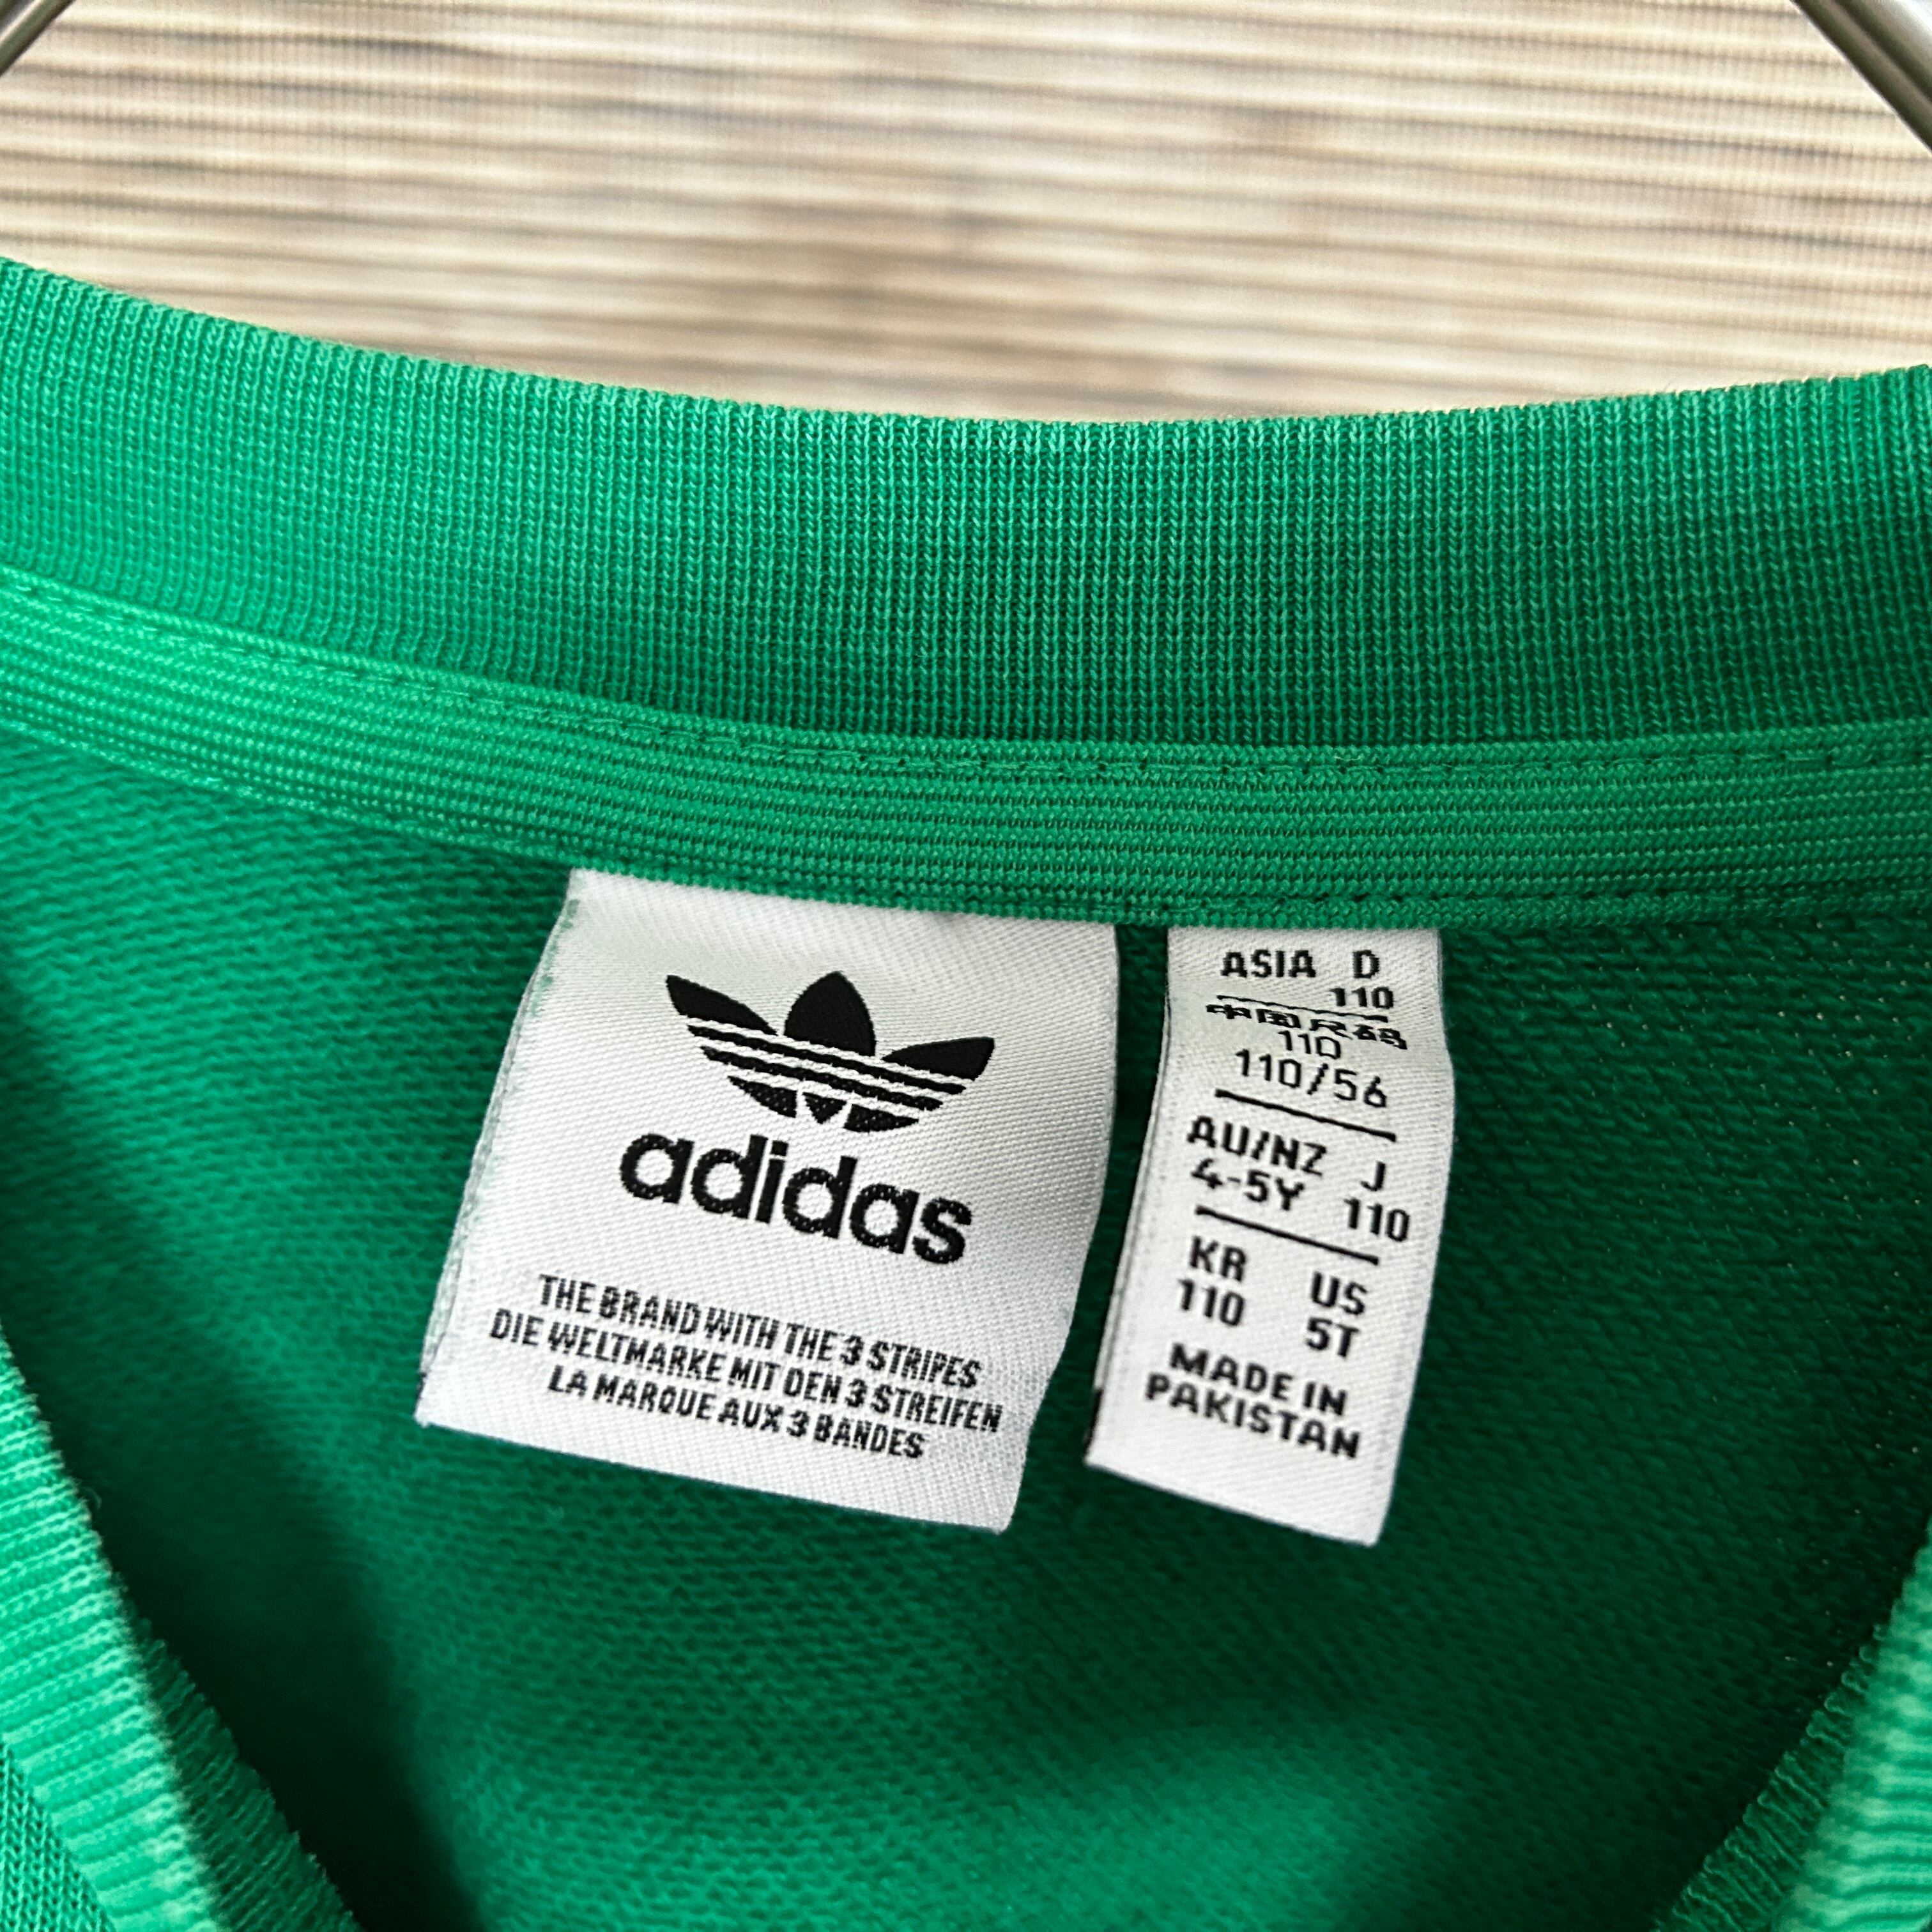 adidas
THE BRAND WITH THE 3 STRIPES
DIE WELTMARKE MIT DEN 3 STREIFEN
LA MARQUE AUX 3 BANDES
ASIA D
110
中国尺码
110
110/56
AU/NZ J
4-5Y 110
KR US
110 5T
MADE IN
PAKISTAN